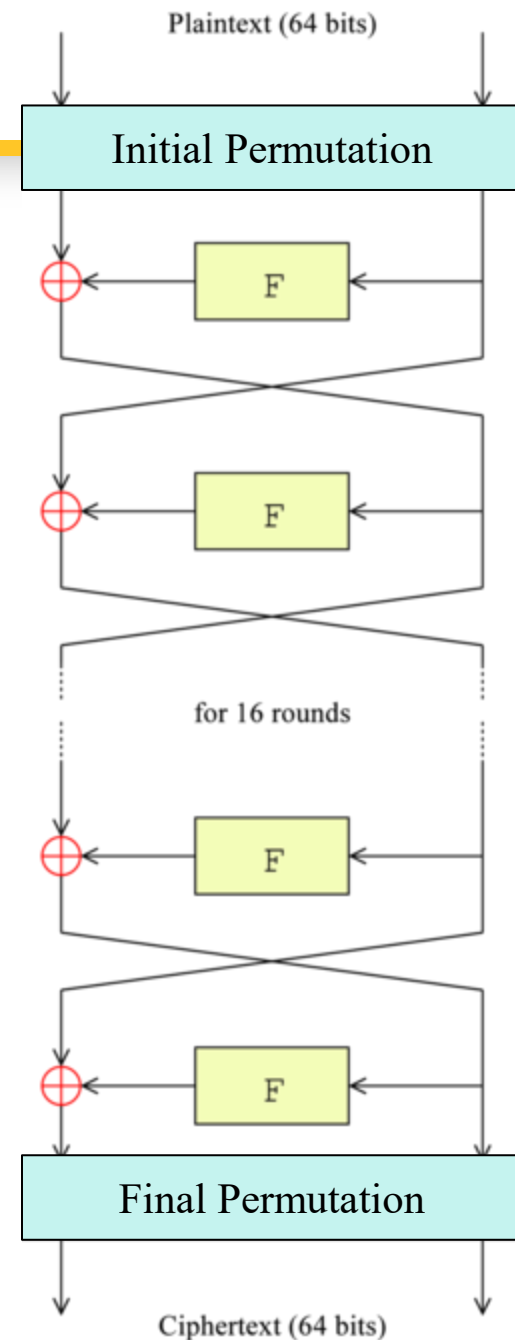 Plaintext (64 bits)
Initial Permutation
F
F
for 16 rounds
F
F
Final Permutation
Ciphertext (64 bits)